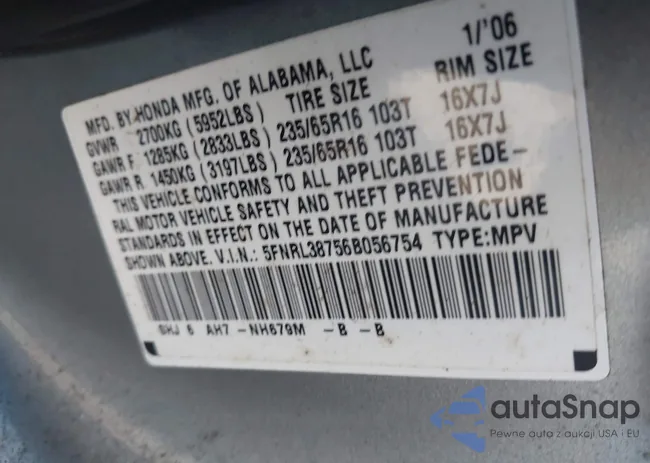 MFD. BY HONDA MFG. OF ALABAMA, LLC 1/'06
GVWR 2700KG (5952LBS) TIRE SIZE RIM SIZE
GAWR F 1285KG (2833LBS) 235/65R16 103T 16X7J
GAWR R 1450KG (3197LBS) 235/65R16 103T 16X7J
THIS VEHICLE CONFORMS TO ALL APPLICABLE FEDE-
RAL MOTOR VEHICLE SAFETY AND THEFT PREVENTION
STANDARDS IN EFFECT ON THE DATE OF MANUFACTURE
SHOWN ABOVE. V.I.N.: 5FNRL38756B056754 TYPE:MPV
SHJ 6 AH7 -NH679M -B -B
autaSnap
Pewne auta z aukcji USA i EU